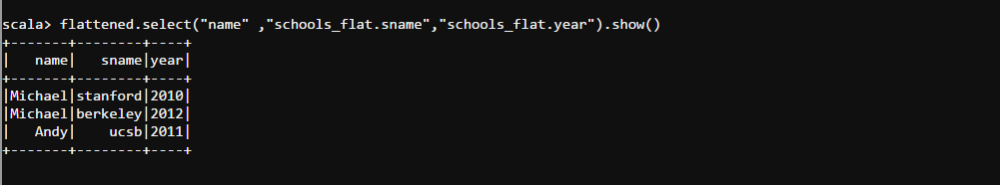 scala> flattened.select("name" ,"schools_flat.sname","schools_flat.year").show()
+-------+--------+----+
|   name|   sname|year|
+-------+--------+----+
|Michael|stanford|2010|
|Michael|berkeley|2012|
|   Andy|    ucsb|2011|
+-------+--------+----+